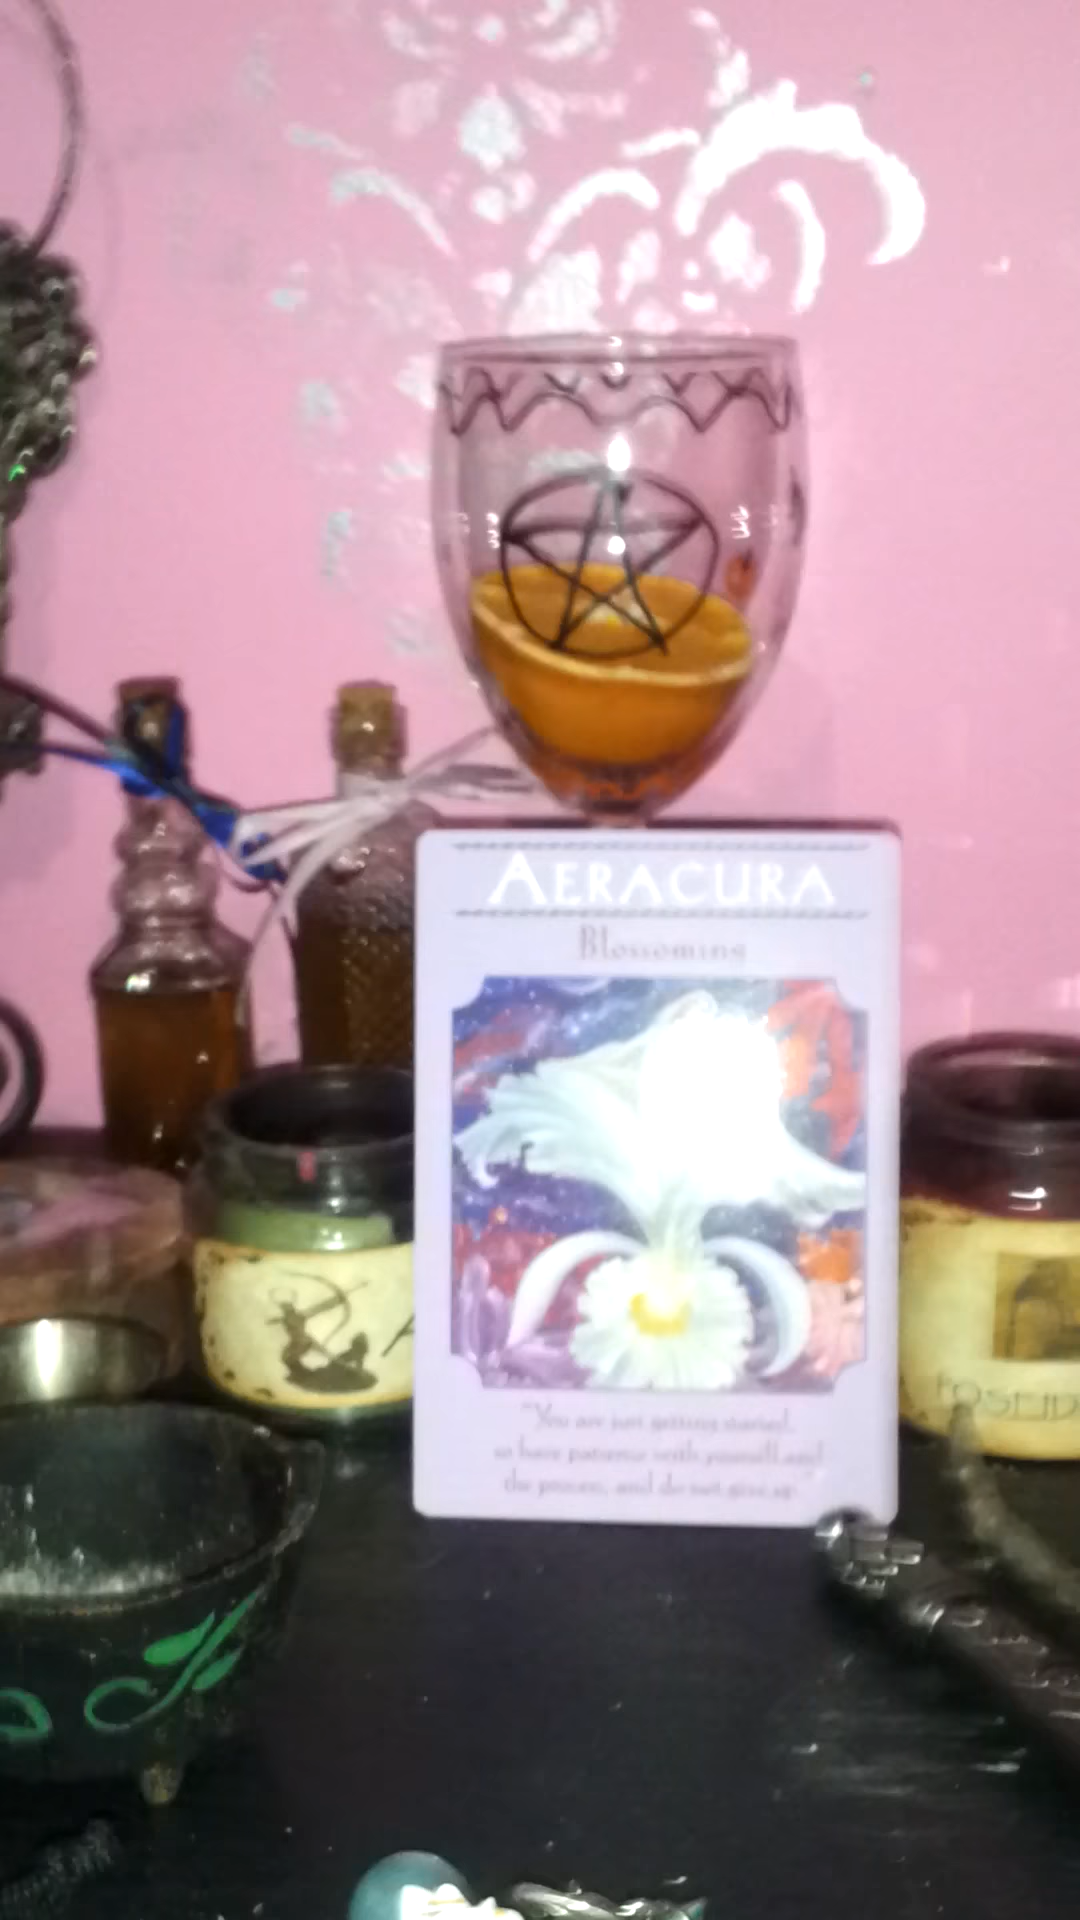 AERACURA
Blossoming
"You are just getting started,
so have patience with yourself and
the process, and do not give up."
A
POSEID